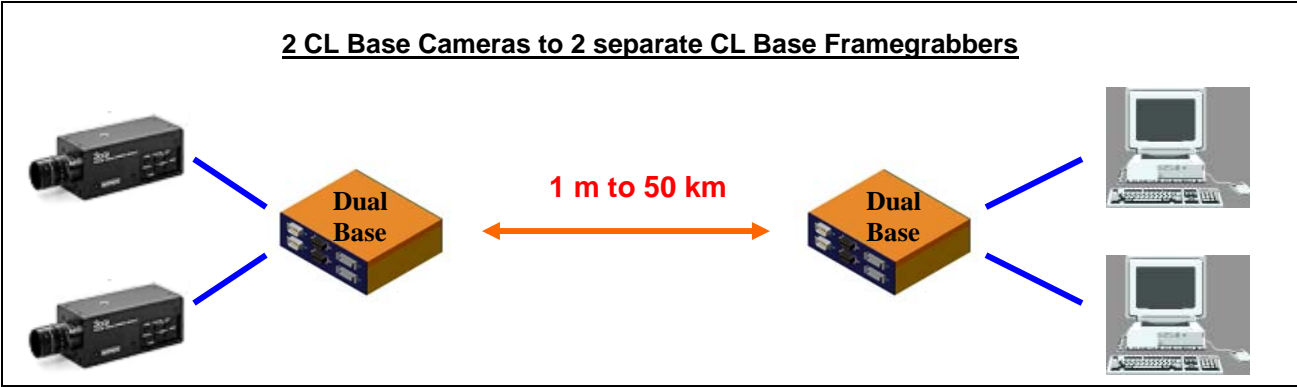 2 CL Base Cameras to 2 separate CL Base Framegrabbers
1 m to 50 km
Dual
Base
Dual
Base